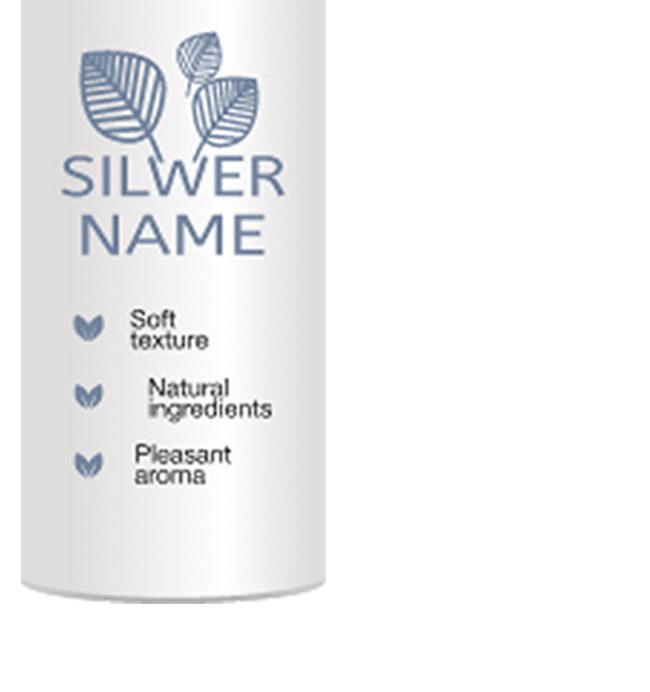 SILWER
NAME
Soft
texture
Natural
ingredients
Pleasant
aroma